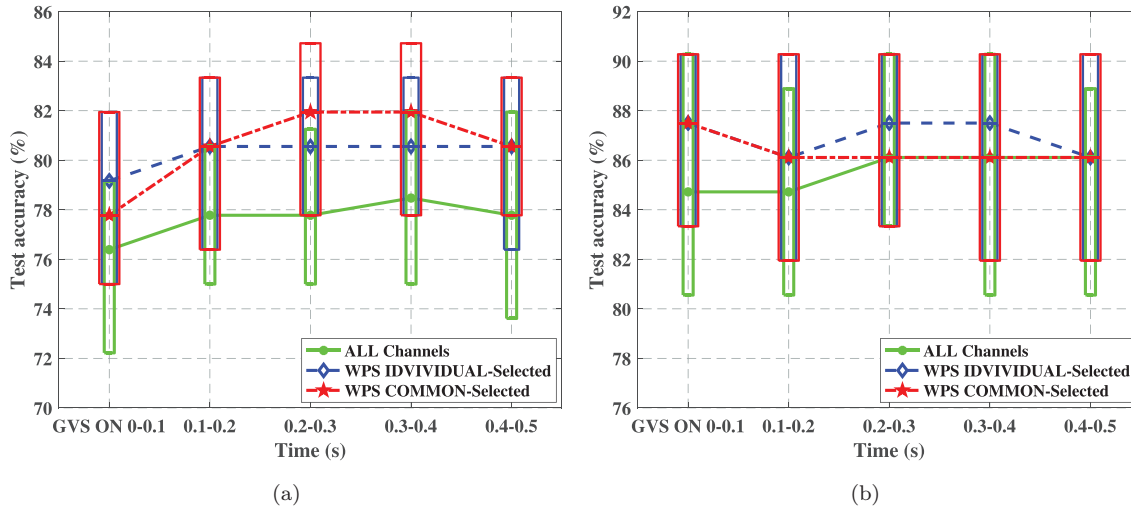 86
84
82
80
78
76
74
72
70
Test accuracy (%)
GVS ON 0-0.1 0.1-0.2 0.2-0.3 0.3-0.4 0.4-0.5
Time (s)
ALL Channels
WPS IDVIVIDUAL-Selected
WPS COMMON-Selected
(a)
92
90
88
86
84
82
80
78
76
Test accuracy (%)
GVS ON 0-0.1 0.1-0.2 0.2-0.3 0.3-0.4 0.4-0.5
Time (s)
ALL Channels
WPS IDVIVIDUAL-Selected
WPS COMMON-Selected
(b)